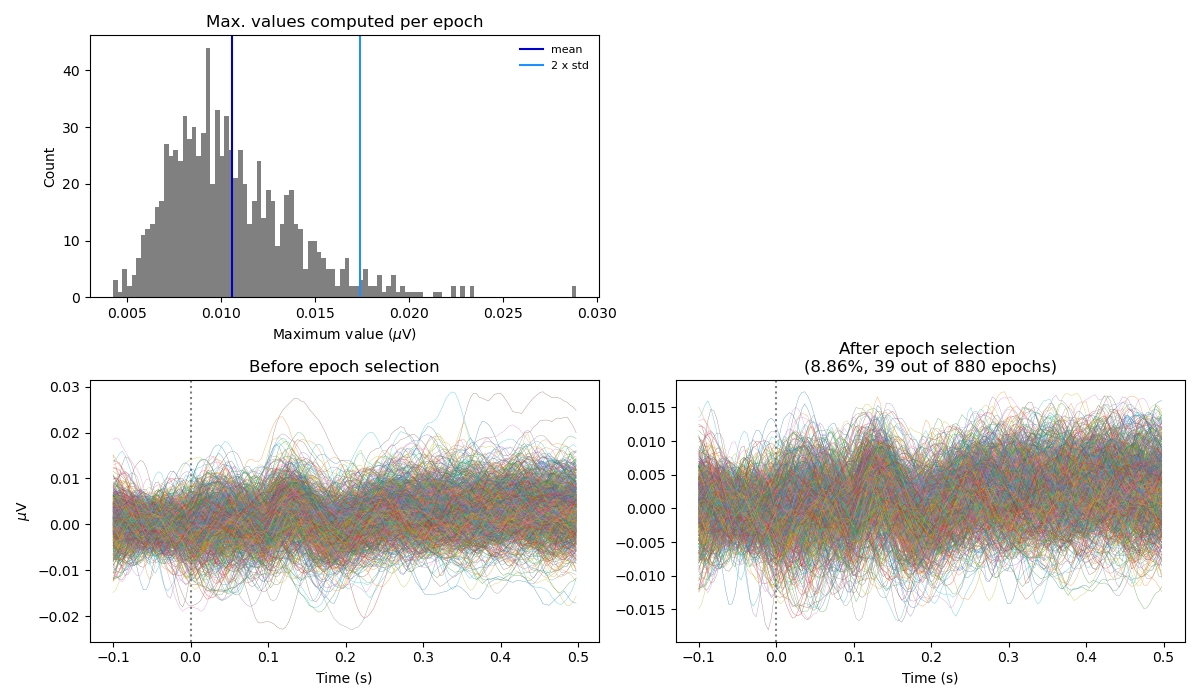 Max. values computed per epoch
mean
2 x std
40
30
20
10
0
Count
0.005 0.010 0.015 0.020 0.025 0.030
Maximum value (μV)
Before epoch selection
0.03
0.02
0.01
0.00
−0.01
−0.02
μV
−0.1 0.0 0.1 0.2 0.3 0.4 0.5
Time (s)
After epoch selection
(8.86%, 39 out of 880 epochs)
0.015
0.010
0.005
0.000
−0.005
−0.010
−0.015
−0.1 0.0 0.1 0.2 0.3 0.4 0.5
Time (s)